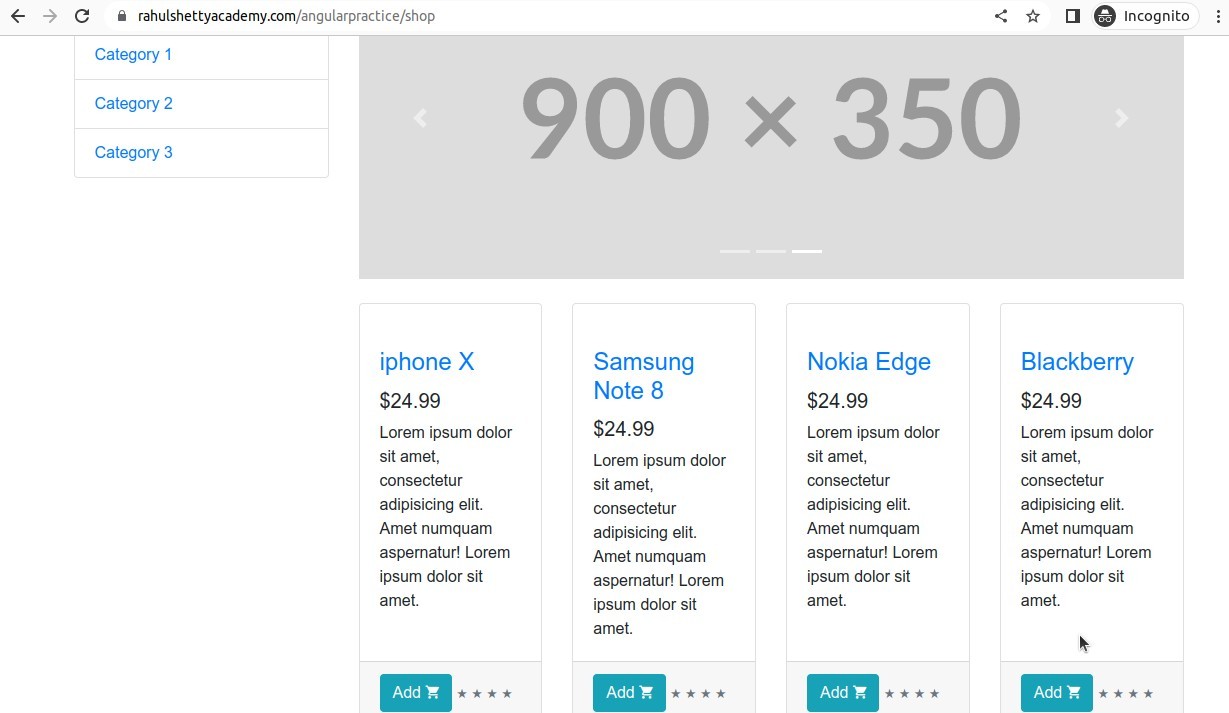 rahulshettyacademy.com/angularpractice/shop
Incognito
Category 1
Category 2
Category 3
900 × 350
iphone X
$24.99
Lorem ipsum dolor
sit amet,
consectetur
adipisicing elit.
Amet numquam
aspernatur! Lorem
ipsum dolor sit
amet.
Add
★ ★ ★ ★
Samsung
Note 8
$24.99
Lorem ipsum dolor
sit amet,
consectetur
adipisicing elit.
Amet numquam
aspernatur! Lorem
ipsum dolor sit
amet.
Add
★ ★ ★ ★
Nokia Edge
$24.99
Lorem ipsum dolor
sit amet,
consectetur
adipisicing elit.
Amet numquam
aspernatur! Lorem
ipsum dolor sit
amet.
Add
★ ★ ★ ★
Blackberry
$24.99
Lorem ipsum dolor
sit amet,
consectetur
adipisicing elit.
Amet numquam
aspernatur! Lorem
ipsum dolor sit
amet.
Add
★ ★ ★ ★